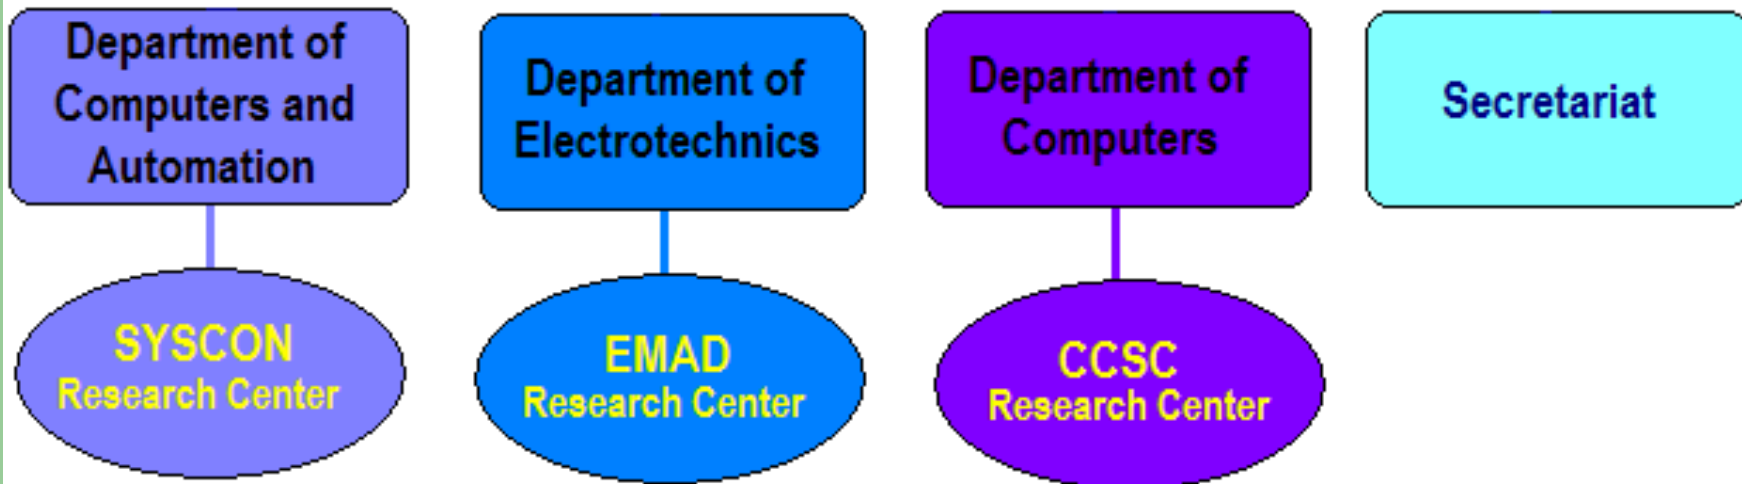 Department of
Computers and
Automation
Department of
Electrotechnics
Department of
Computers
Secretariat
SYSCON
Research Center
EMAD
Research Center
CCSC
Research Center